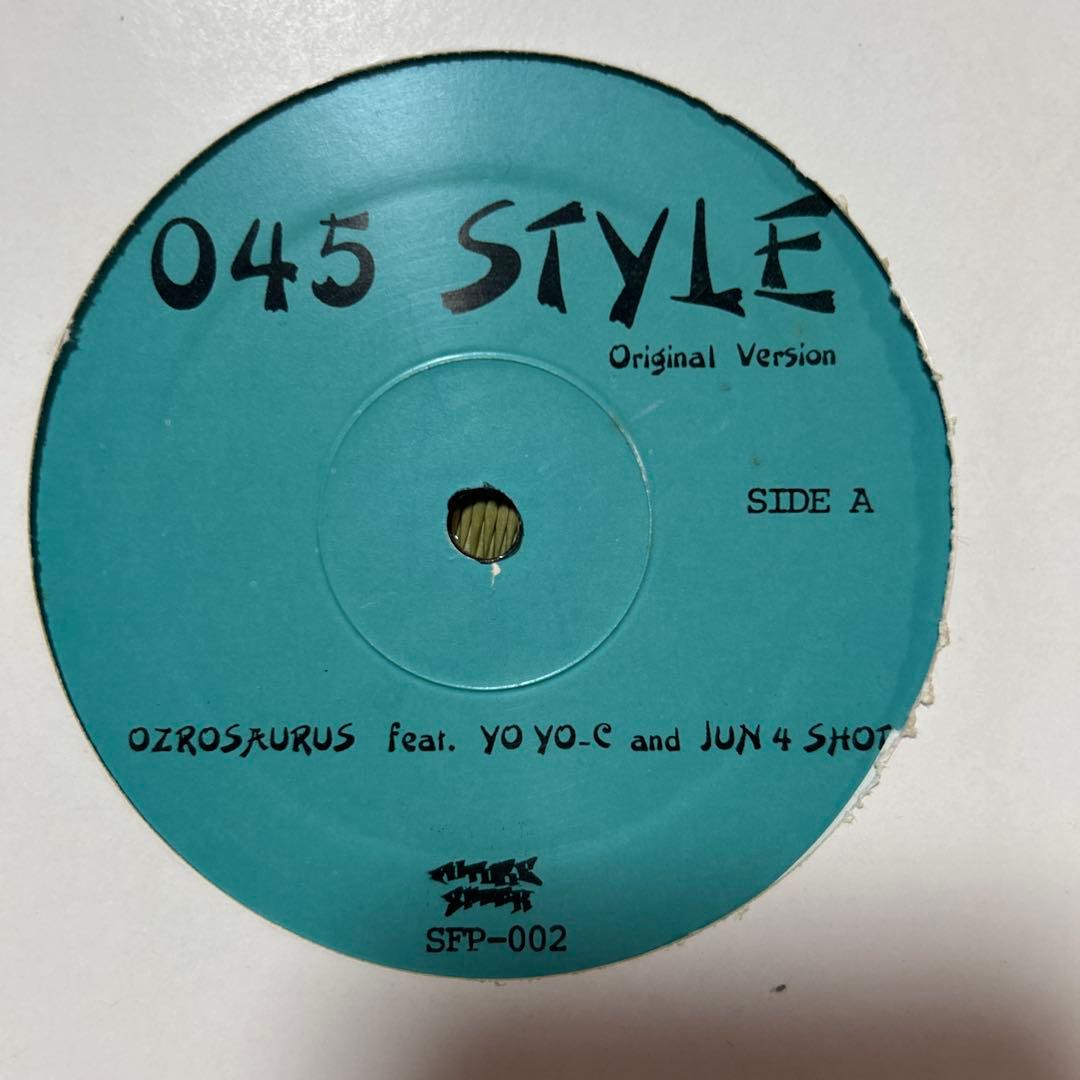 045 STYLE
Original Version
SIDE A
OZROSAURUS feat. YO YO-C and JUN 4 SHOT
SFP-002